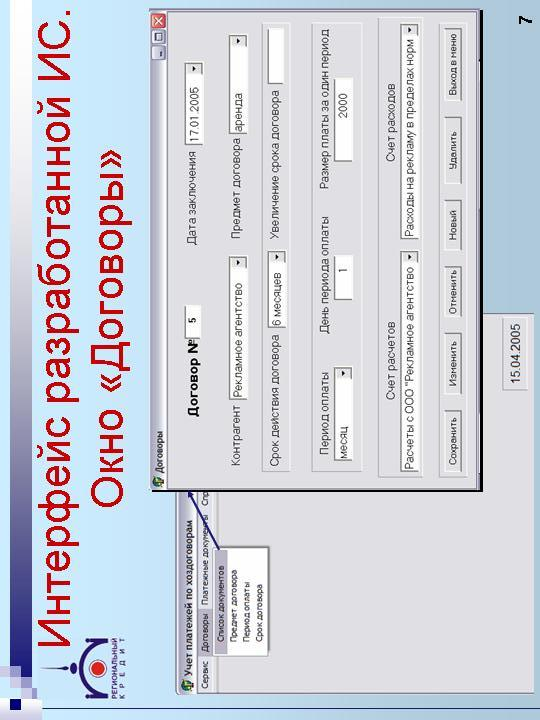 Интерфейс разработанной ИС.
Окно «Договоры»
РЕГИОНАЛЬНЫЙ
КРЕДИТ
Учет платежей по хоздоговорам
Сервис Договоры Платежные документы Спр
Список документов
Предмет договора
Период оплаты
Срок договора
Договоры
Договор № 5 Дата заключения 17.01.2005
Контрагент Рекламное агентство Предмет договора аренда
Срок действия договора 6 месяцев Увеличение срока договора
Период оплаты День периода оплаты Размер платы за один период
месяц 1 2000
Счет расчетов Счет расходов
Расчеты с ООО "Рекламное агентство Расходы на рекламу в пределах норм
Сохранить Изменить Отменить Новый Удалить Выход в меню
15.04.2005
7